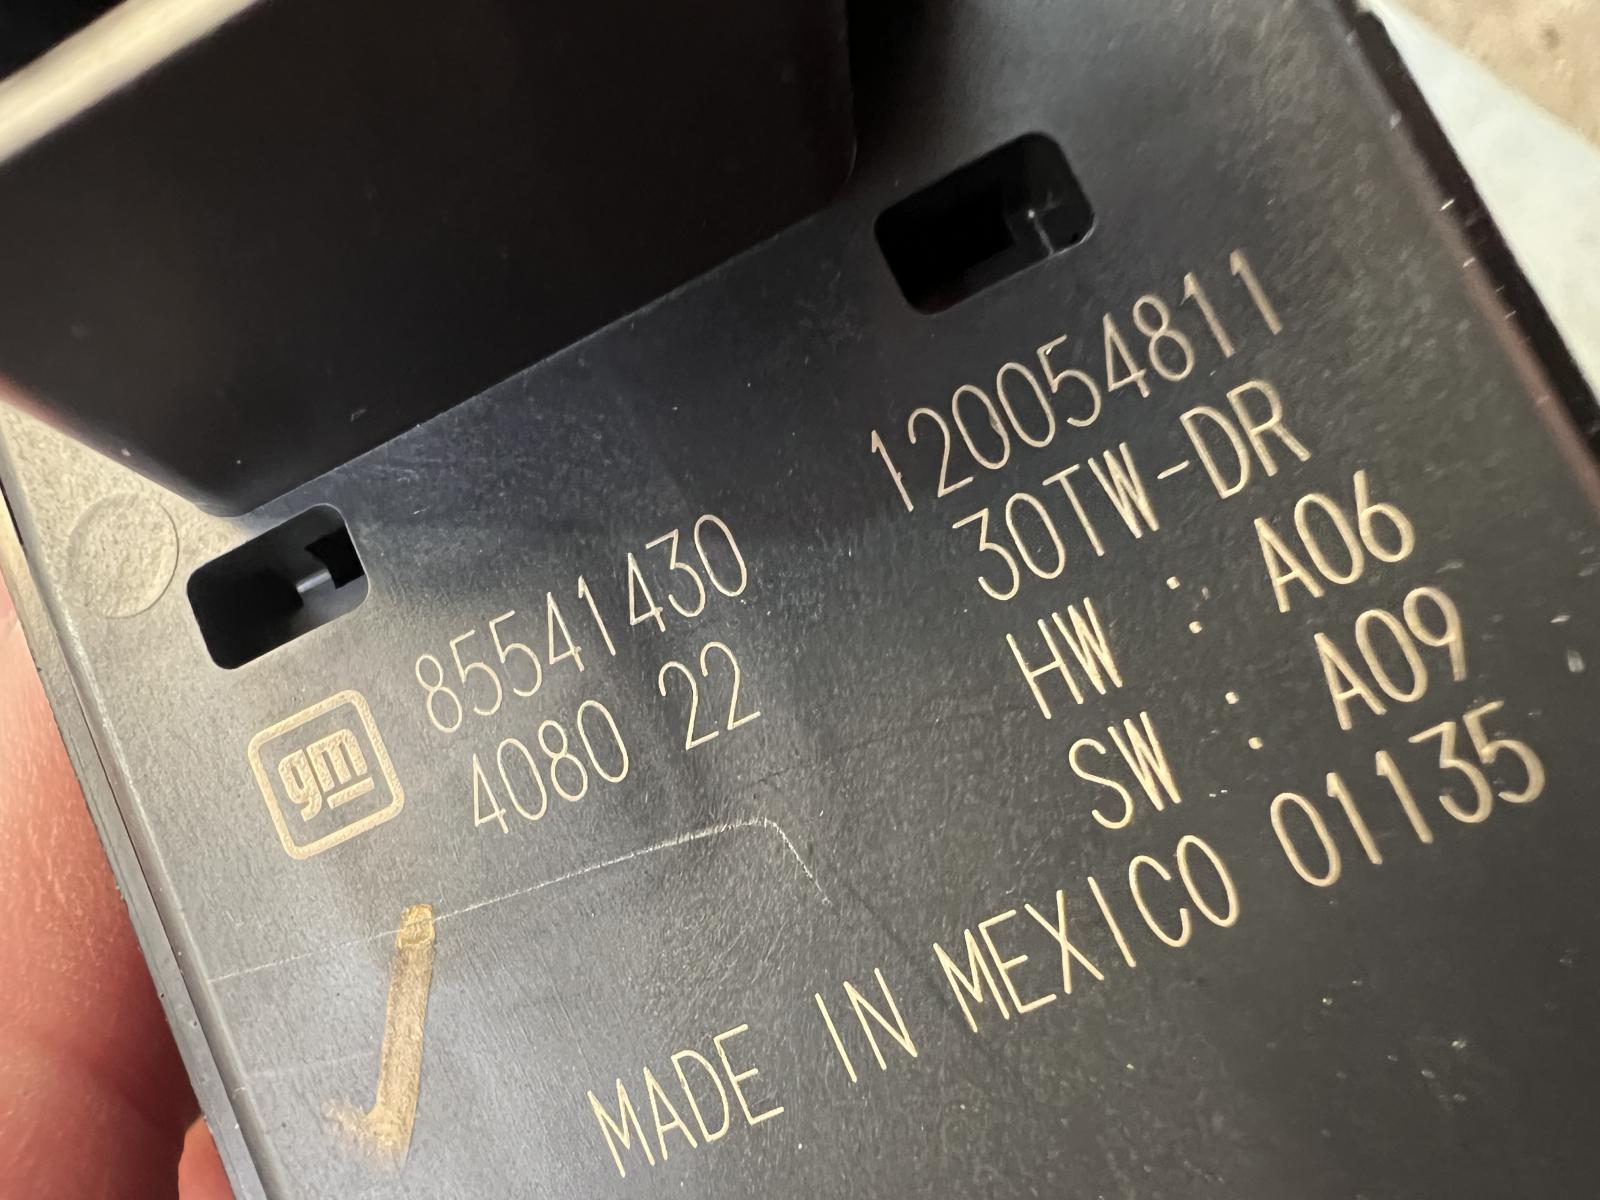 120054811
30TW-DR
HW : A06
SW : A09
85541430
4080 22
gm
MADE IN MEXICO 01135